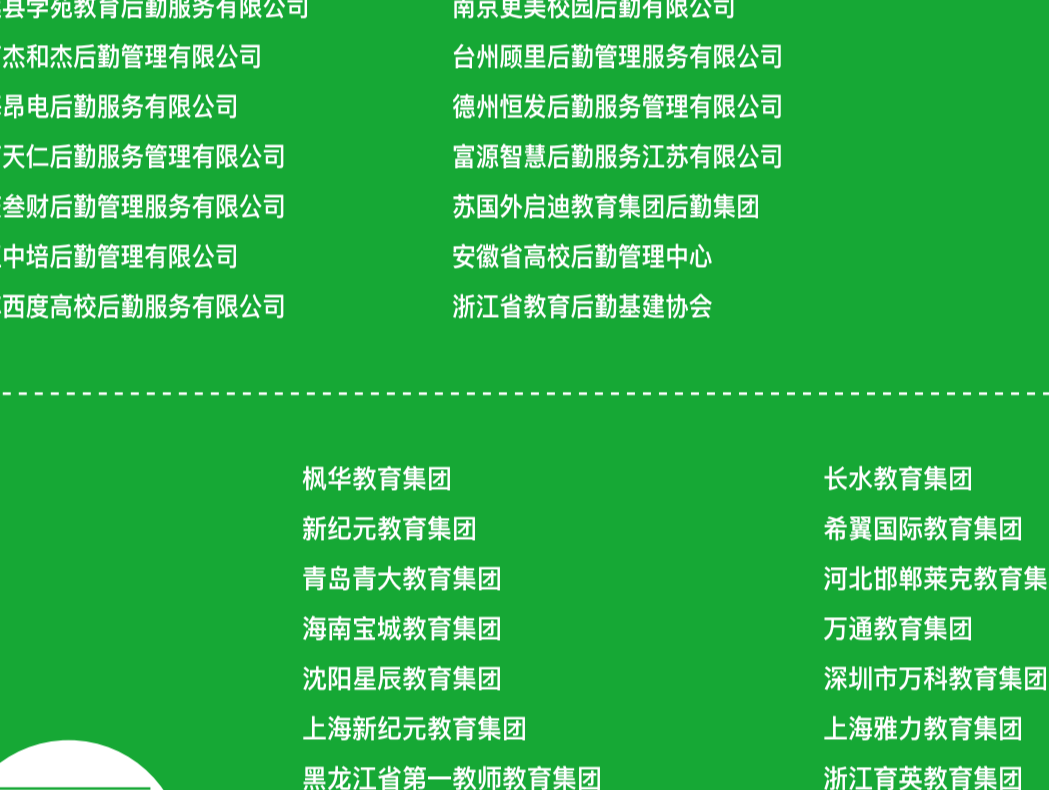 县学苑教育后勤服务有限公司
南京更美校园后勤有限公司
杰和杰后勤管理有限公司
台州顾里后勤管理服务有限公司
昂电后勤服务有限公司
德州恒发后勤服务管理有限公司
天仁后勤服务管理有限公司
富源智慧后勤服务江苏有限公司
叁财后勤管理服务有限公司
苏国外启迪教育集团后勤集团
中培后勤管理有限公司
安徽省高校后勤管理中心
西度高校后勤服务有限公司
浙江省教育后勤基建协会
枫华教育集团
长水教育集团
新纪元教育集团
希翼国际教育集团
青岛青大教育集团
河北邯郸莱克教育集
海南宝城教育集团
万通教育集团
沈阳星辰教育集团
深圳市万科教育集团
上海新纪元教育集团
上海雅力教育集团
黑龙江省第一教师教育集团
浙江育英教育集团